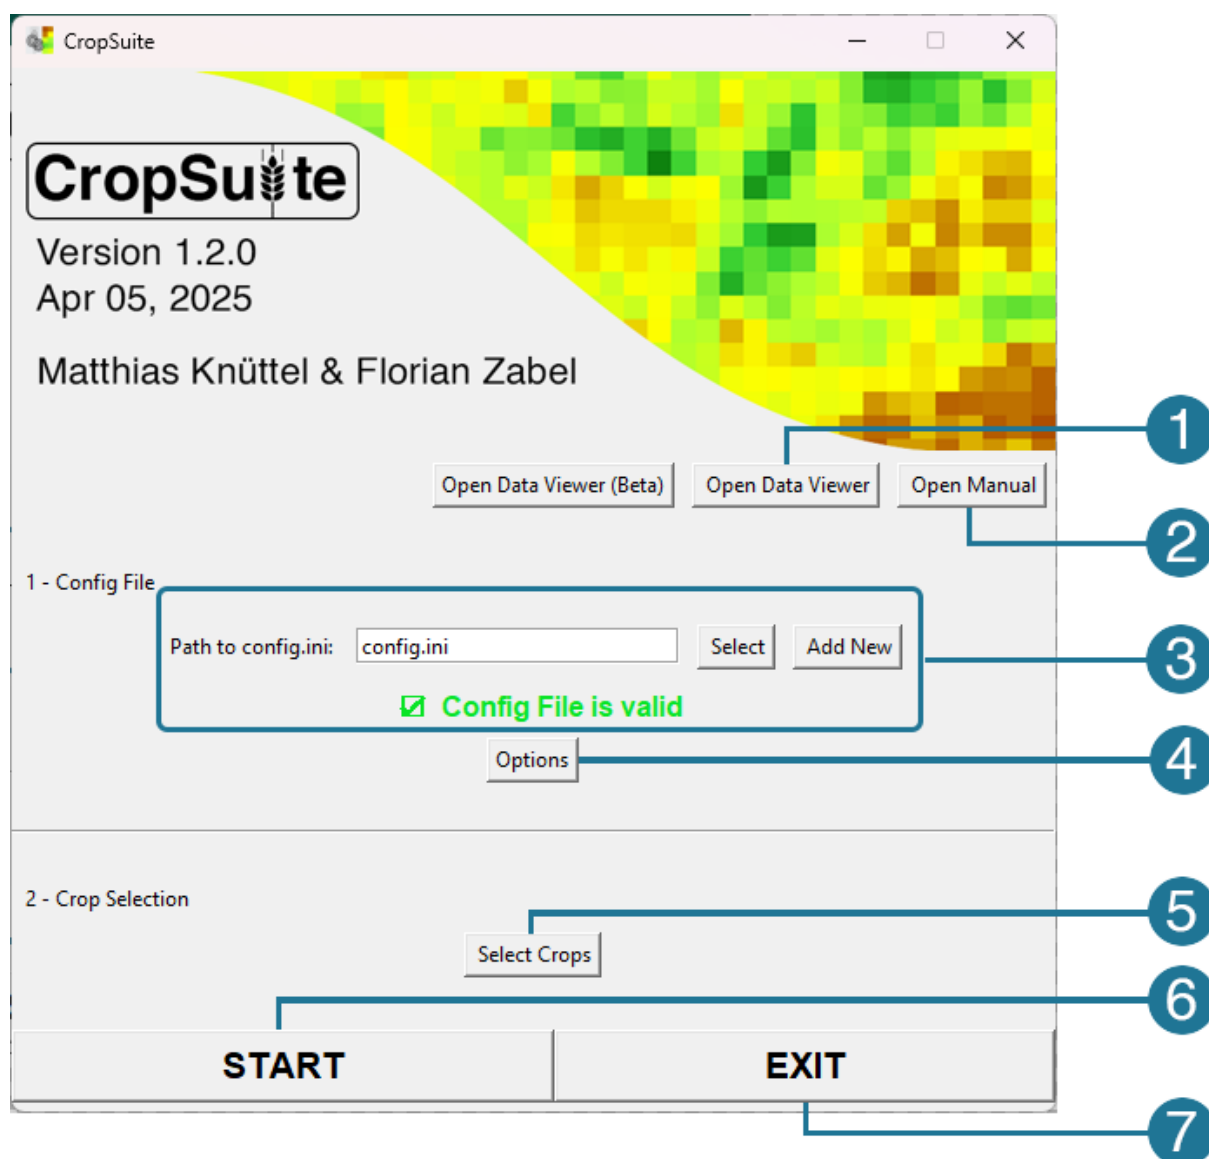 CropSuite
CropSuite
Version 1.2.0
Apr 05, 2025
Matthias Knüttel & Florian Zabel
1
Open Data Viewer (Beta) Open Data Viewer Open Manual
2
1 - Config File
Path to config.ini: config.ini Select Add New
3
Config File is valid
Options
4
2 - Crop Selection
5
Select Crops
6
START EXIT
7